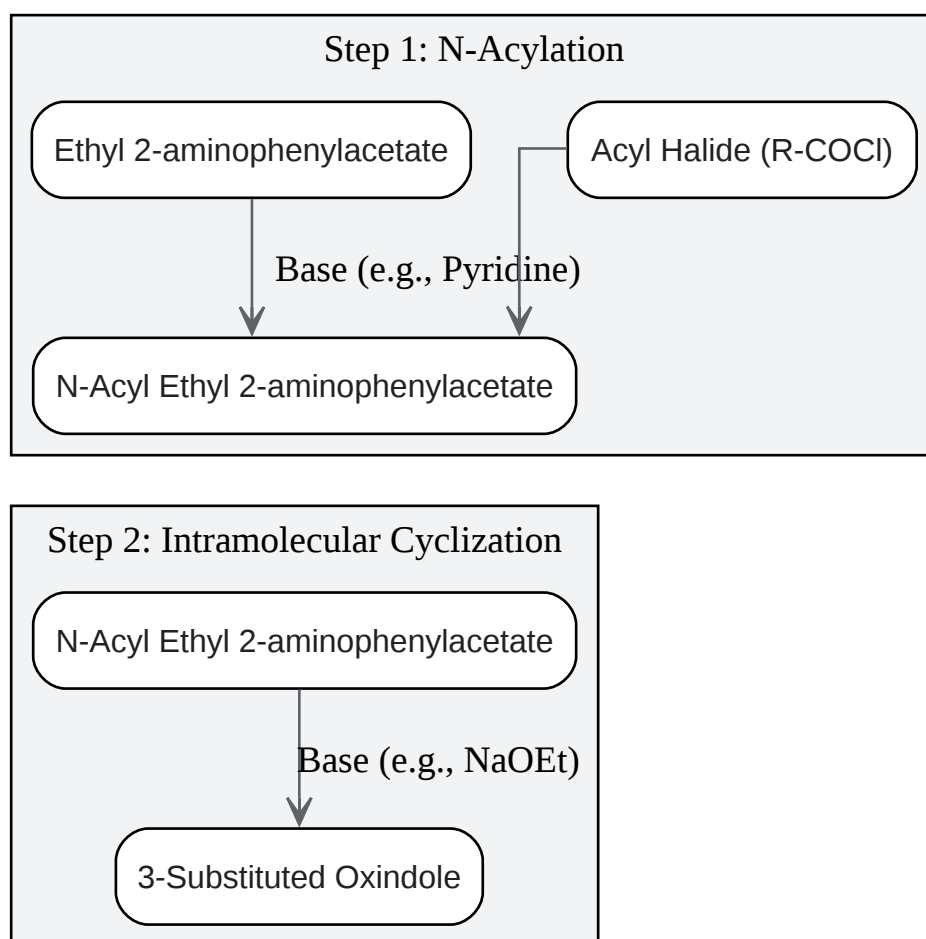 Step 1: N-Acylation
Ethyl 2-aminophenylacetate
Acyl Halide (R-COCl)
Base (e.g., Pyridine)
N-Acyl Ethyl 2-aminophenylacetate
Step 2: Intramolecular Cyclization
N-Acyl Ethyl 2-aminophenylacetate
Base (e.g., NaOEt)
3-Substituted Oxindole